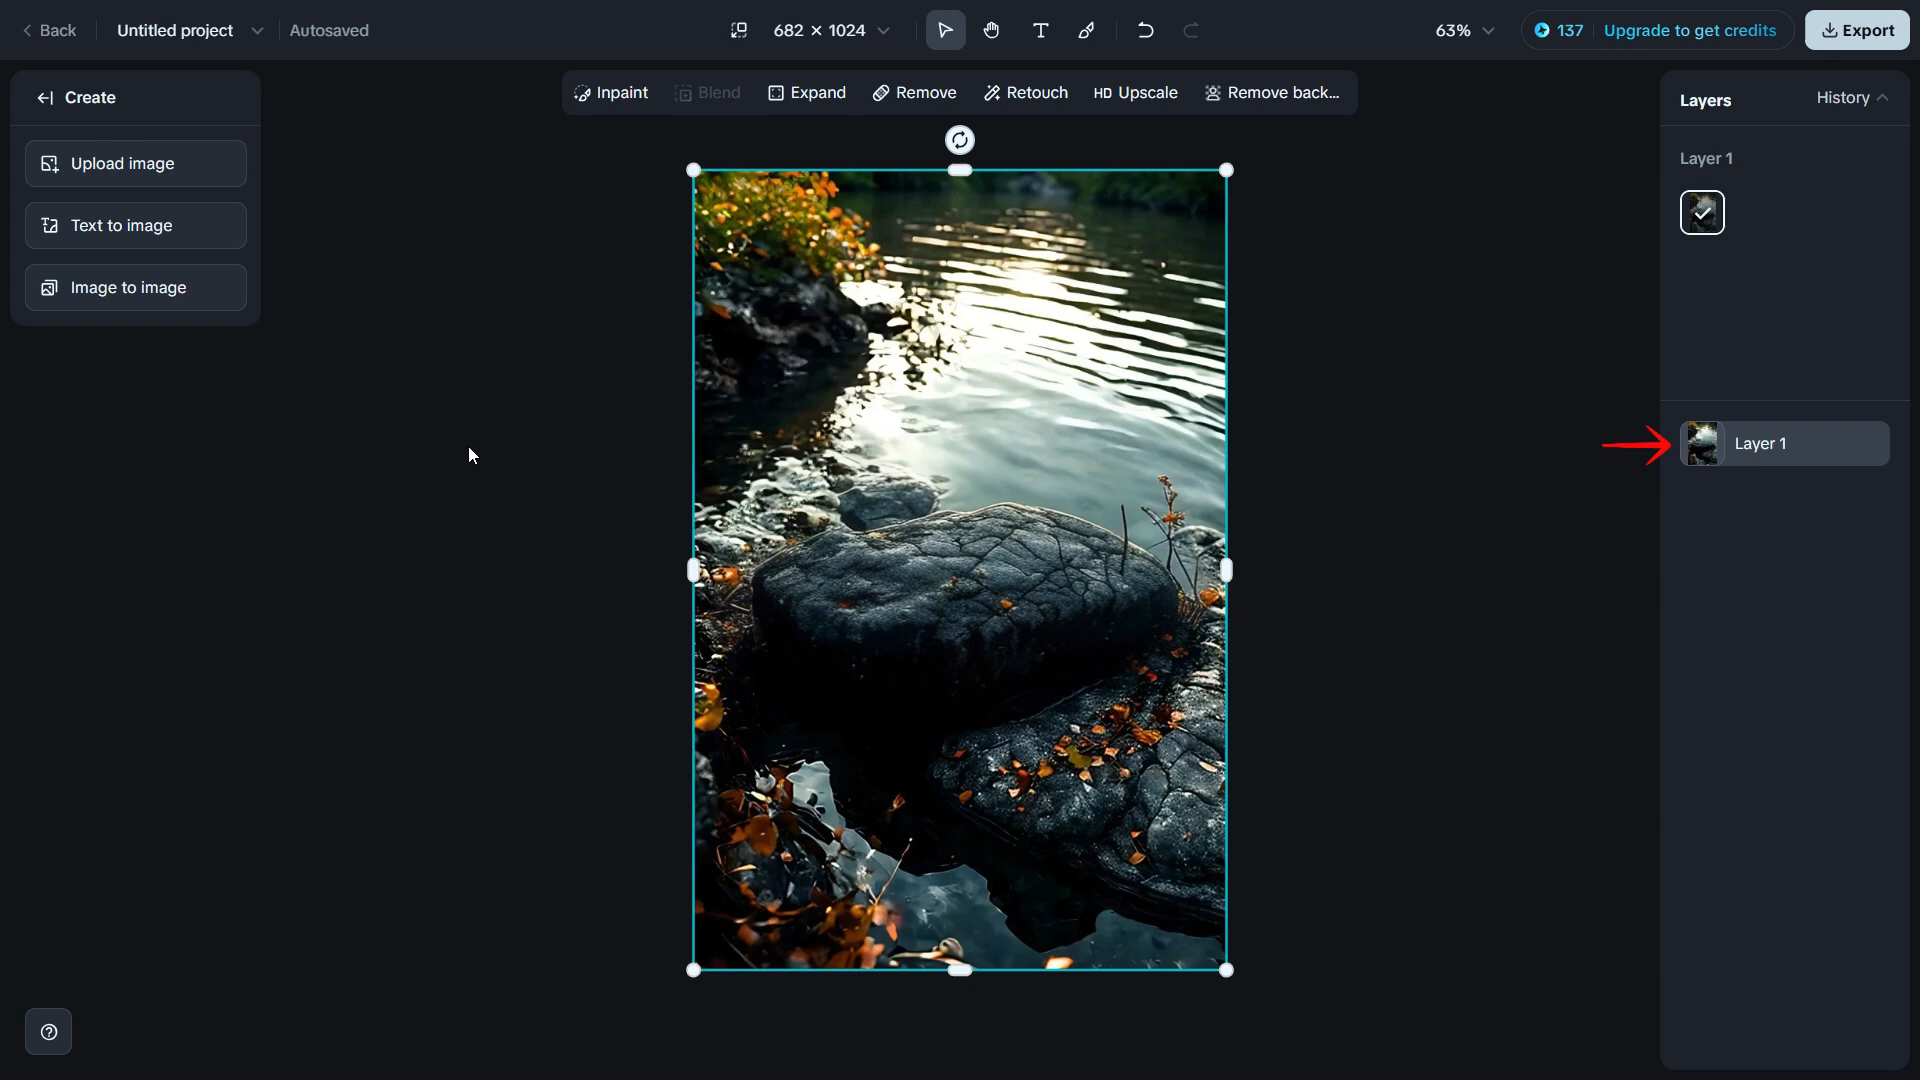 Back
Untitled project
Autosaved
682 × 1024
63%
137
Upgrade to get credits
Export
Create
Upload image
Text to image
Image to image
Inpaint
Blend
Expand
Remove
Retouch
HD Upscale
Remove back...
Layers
History
Layer 1
Layer 1